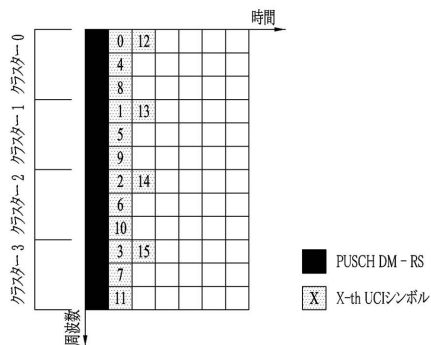 時間
クラスター 0
クラスター 1
クラスター 2
クラスター 3
0 12
4
8
1 13
5
9
2 14
6
10
3 15
7
11
周波数
PUSCH DM - RS
X X-th UCIシンボル